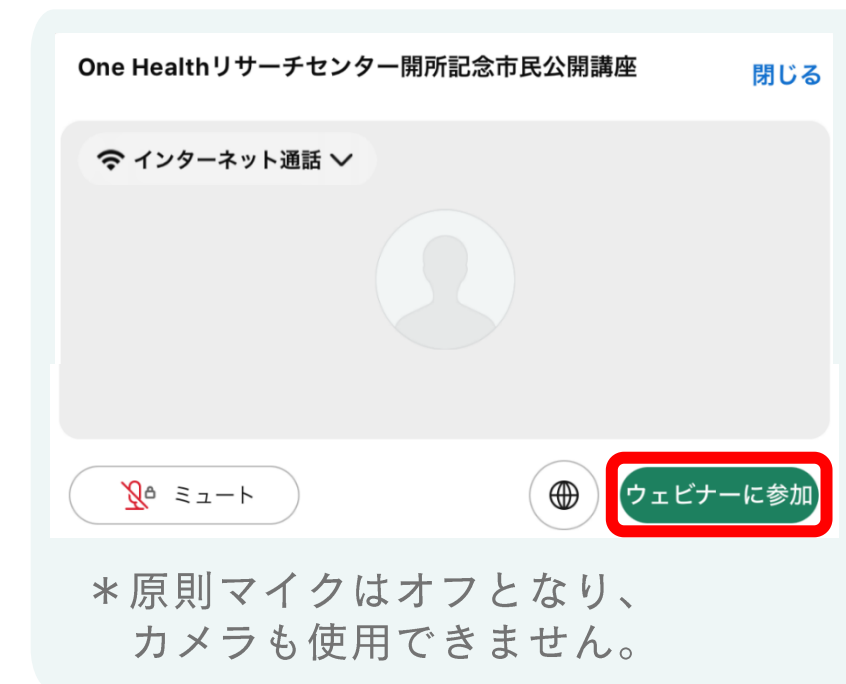 One Healthリサーチセンター開所記念市民公開講座
閉じる
インターネット通話
ミュート
ウェビナーに参加
＊原則マイクはオフとなり、
カメラも使用できません。